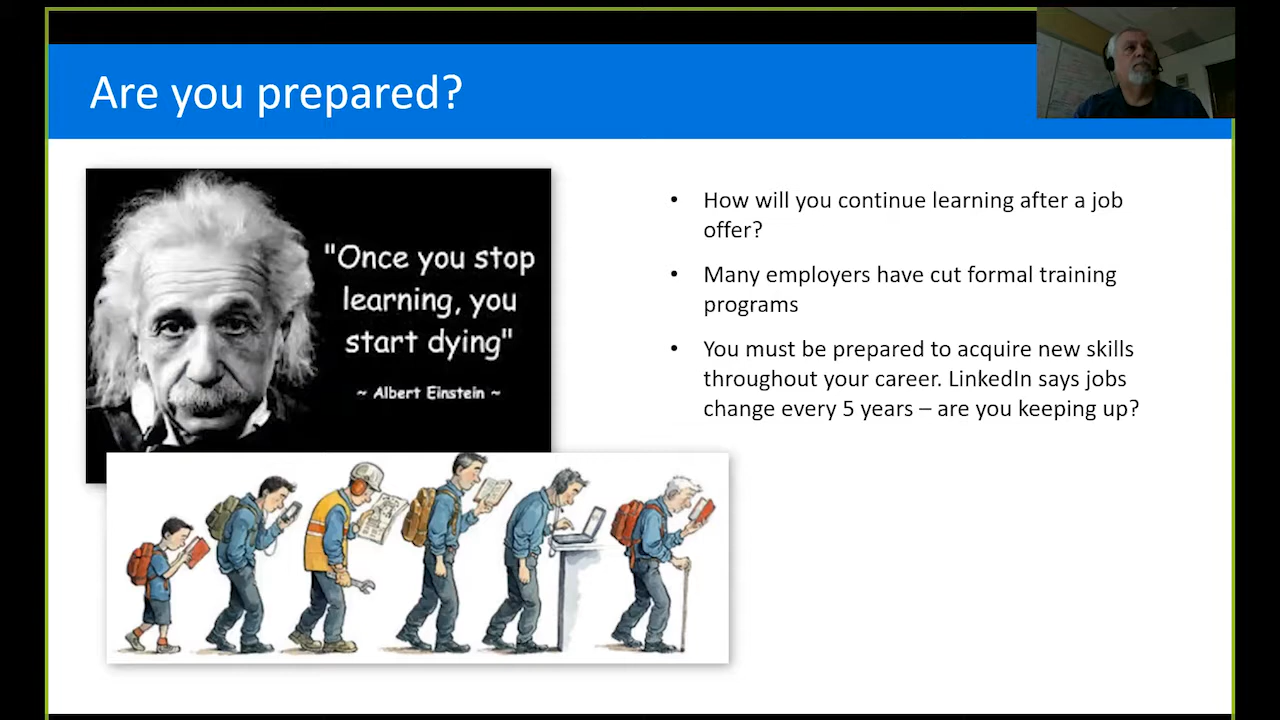 Are you prepared?
"Once you stop
learning, you
start dying"
~ Albert Einstein ~
• How will you continue learning after a job
offer?
• Many employers have cut formal training
programs
• You must be prepared to acquire new skills
throughout your career. LinkedIn says jobs
change every 5 years – are you keeping up?